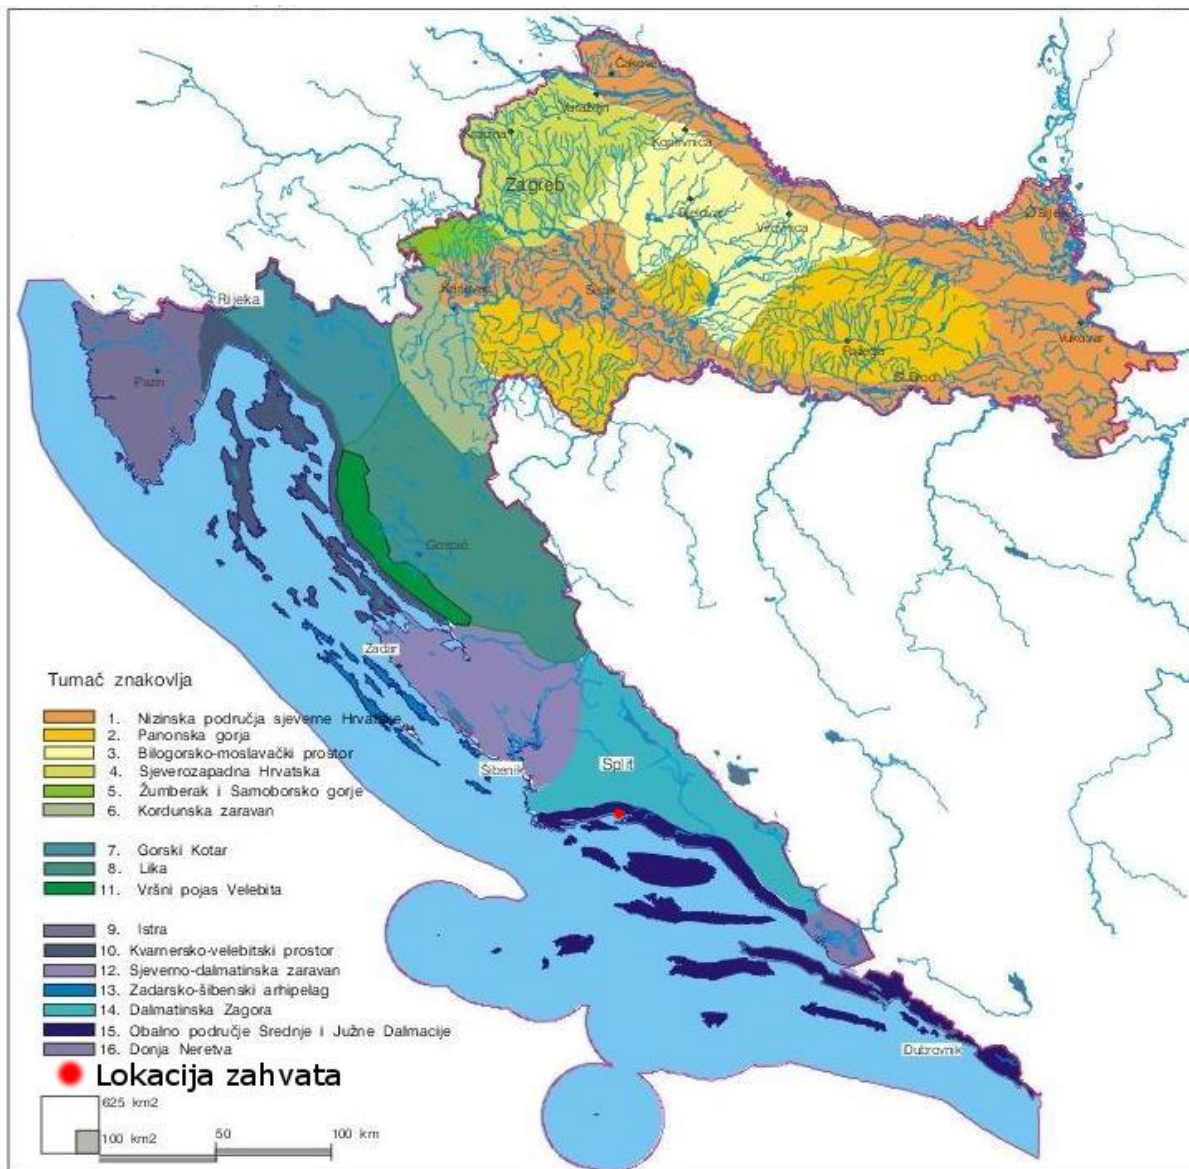 Čakovec
Varaždin
Krapina
Koprivnica
Zagreb
Bjelovar
Virovitica
Osijek
Rijeka
Karlovac
Sisak
Požega
Vukovar
Sl.Brod
Pazin
Gospić
Zadar
Šibenik
Split
Dubrovnik
Tumač znakovlja
1. Nizinska područja sjeverne Hrvatske
2. Panonska gorja
3. Bilogorsko-moslavački prostor
4. Sjeverozapadna Hrvatska
5. Žumberak i Samoborsko gorje
6. Kordunska zaravan
7. Gorski Kotar
8. Lika
11. Vršni pojas Velebita
9. Istra
10. Kvarnersko-velebitski prostor
12. Sjeverno-dalmatinska zaravan
13. Zadarsko-šibenski arhipelag
14. Dalmatinska Zagora
15. Obalno područje Srednje i Južne Dalmacije
16. Donja Neretva
Lokacija zahvata
625 km2
100 km2
50
100 km